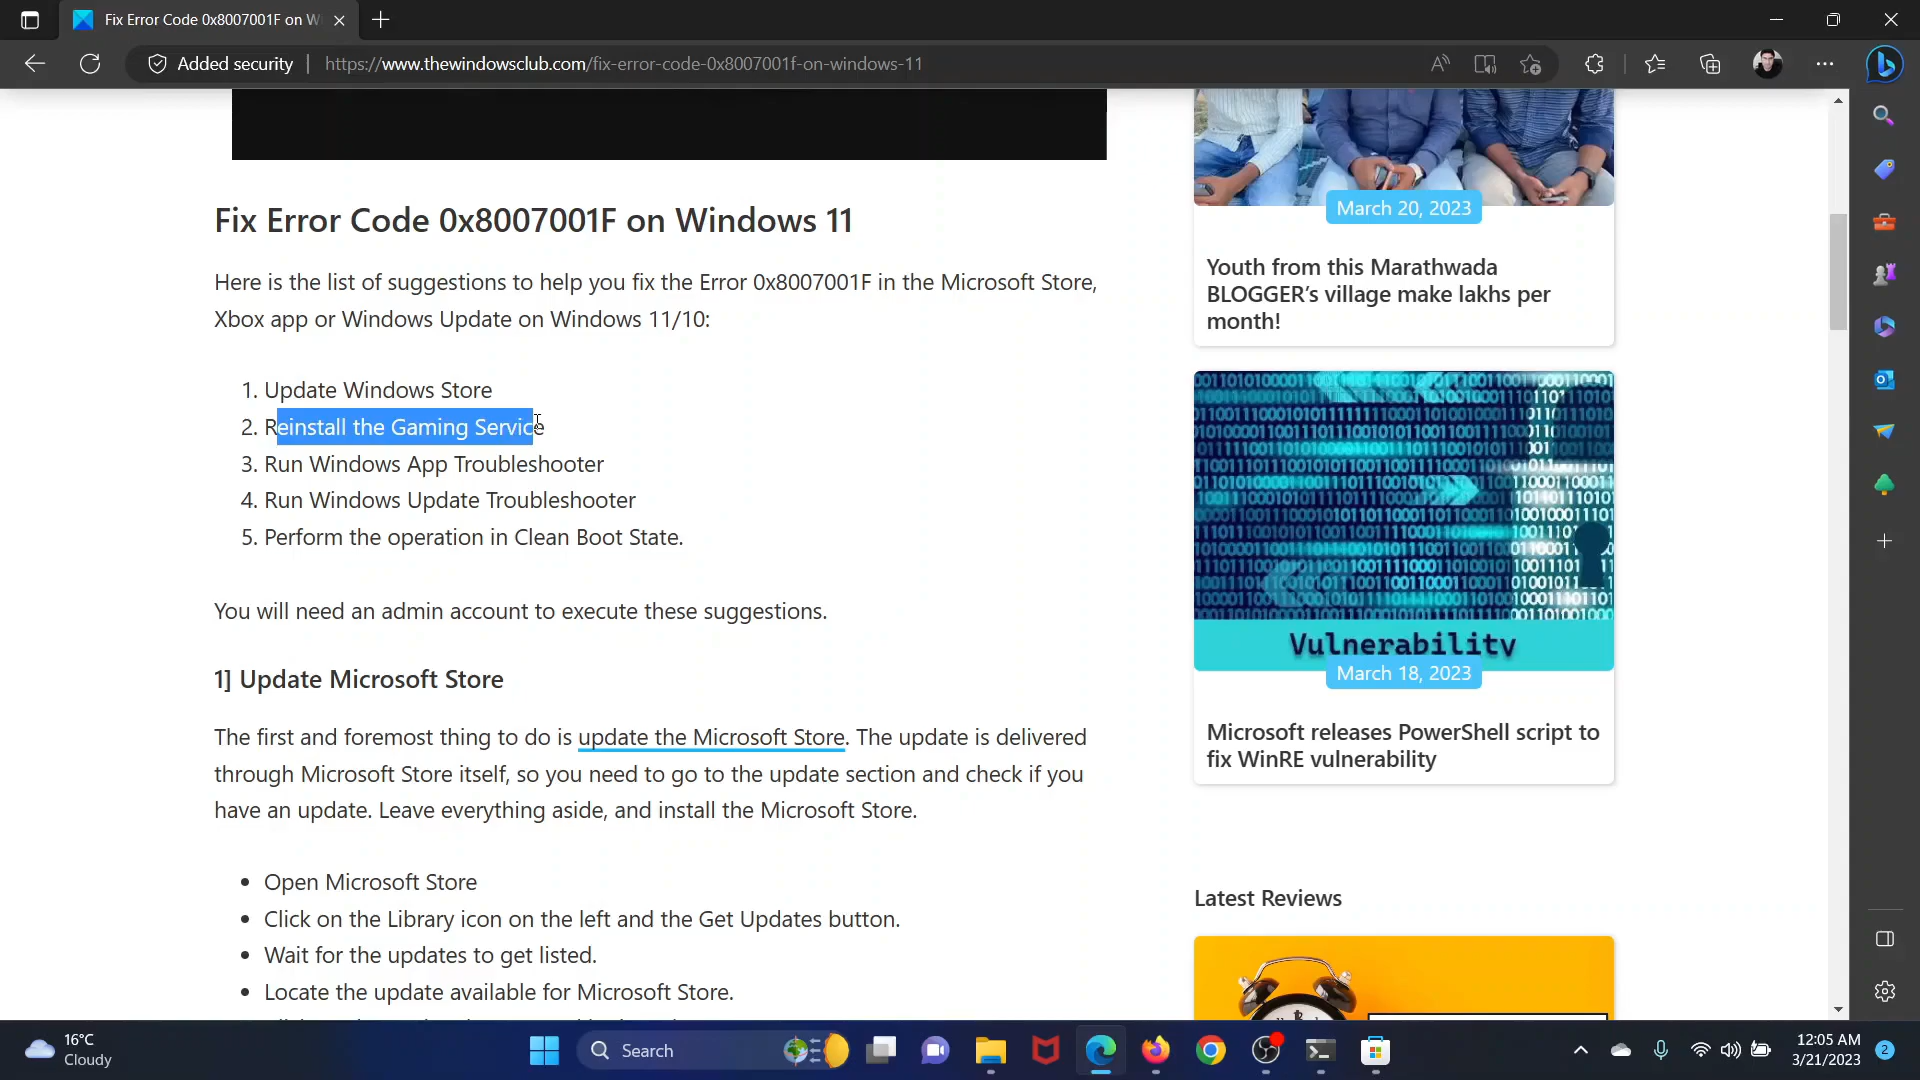 Fix Error Code 0x8007001F on W
Added security
https://www.thewindowsclub.com/fix-error-code-0x8007001f-on-windows-11
Fix Error Code 0x8007001F on Windows 11
Here is the list of suggestions to help you fix the Error 0x8007001F in the Microsoft Store,
Xbox app or Windows Update on Windows 11/10:
1. Update Windows Store
2. Reinstall the Gaming Service
3. Run Windows App Troubleshooter
4. Run Windows Update Troubleshooter
5. Perform the operation in Clean Boot State.
You will need an admin account to execute these suggestions.
1] Update Microsoft Store
The first and foremost thing to do is update the Microsoft Store. The update is delivered
through Microsoft Store itself, so you need to go to the update section and check if you
have an update. Leave everything aside, and install the Microsoft Store.
Open Microsoft Store
Click on the Library icon on the left and the Get Updates button.
Wait for the updates to get listed.
Locate the update available for Microsoft Store.
March 20, 2023
Youth from this Marathwada
BLOGGER's village make lakhs per
month!
Vulnerability
March 18, 2023
Microsoft releases PowerShell script to
fix WinRE vulnerability
Latest Reviews
16°C
Cloudy
Search
12:05 AM
3/21/2023
2